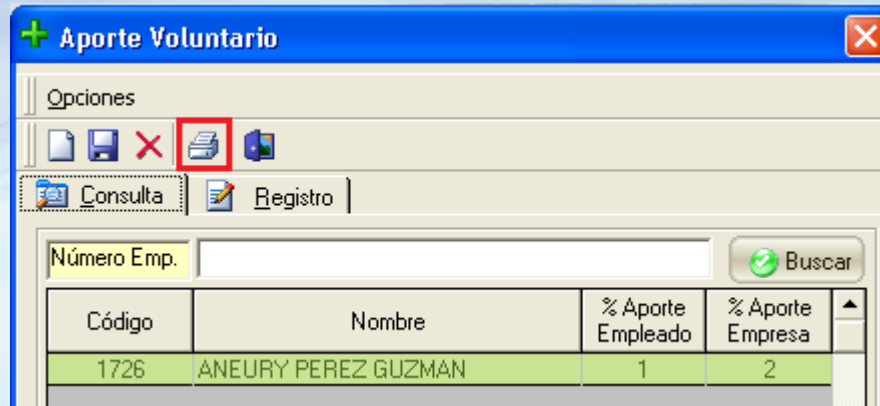 Aporte Voluntario
Opciones
Consulta Registro
Número Emp. Buscar
Código Nombre % Aporte Empleado % Aporte Empresa
1726 ANEURY PEREZ GUZMAN 1 2